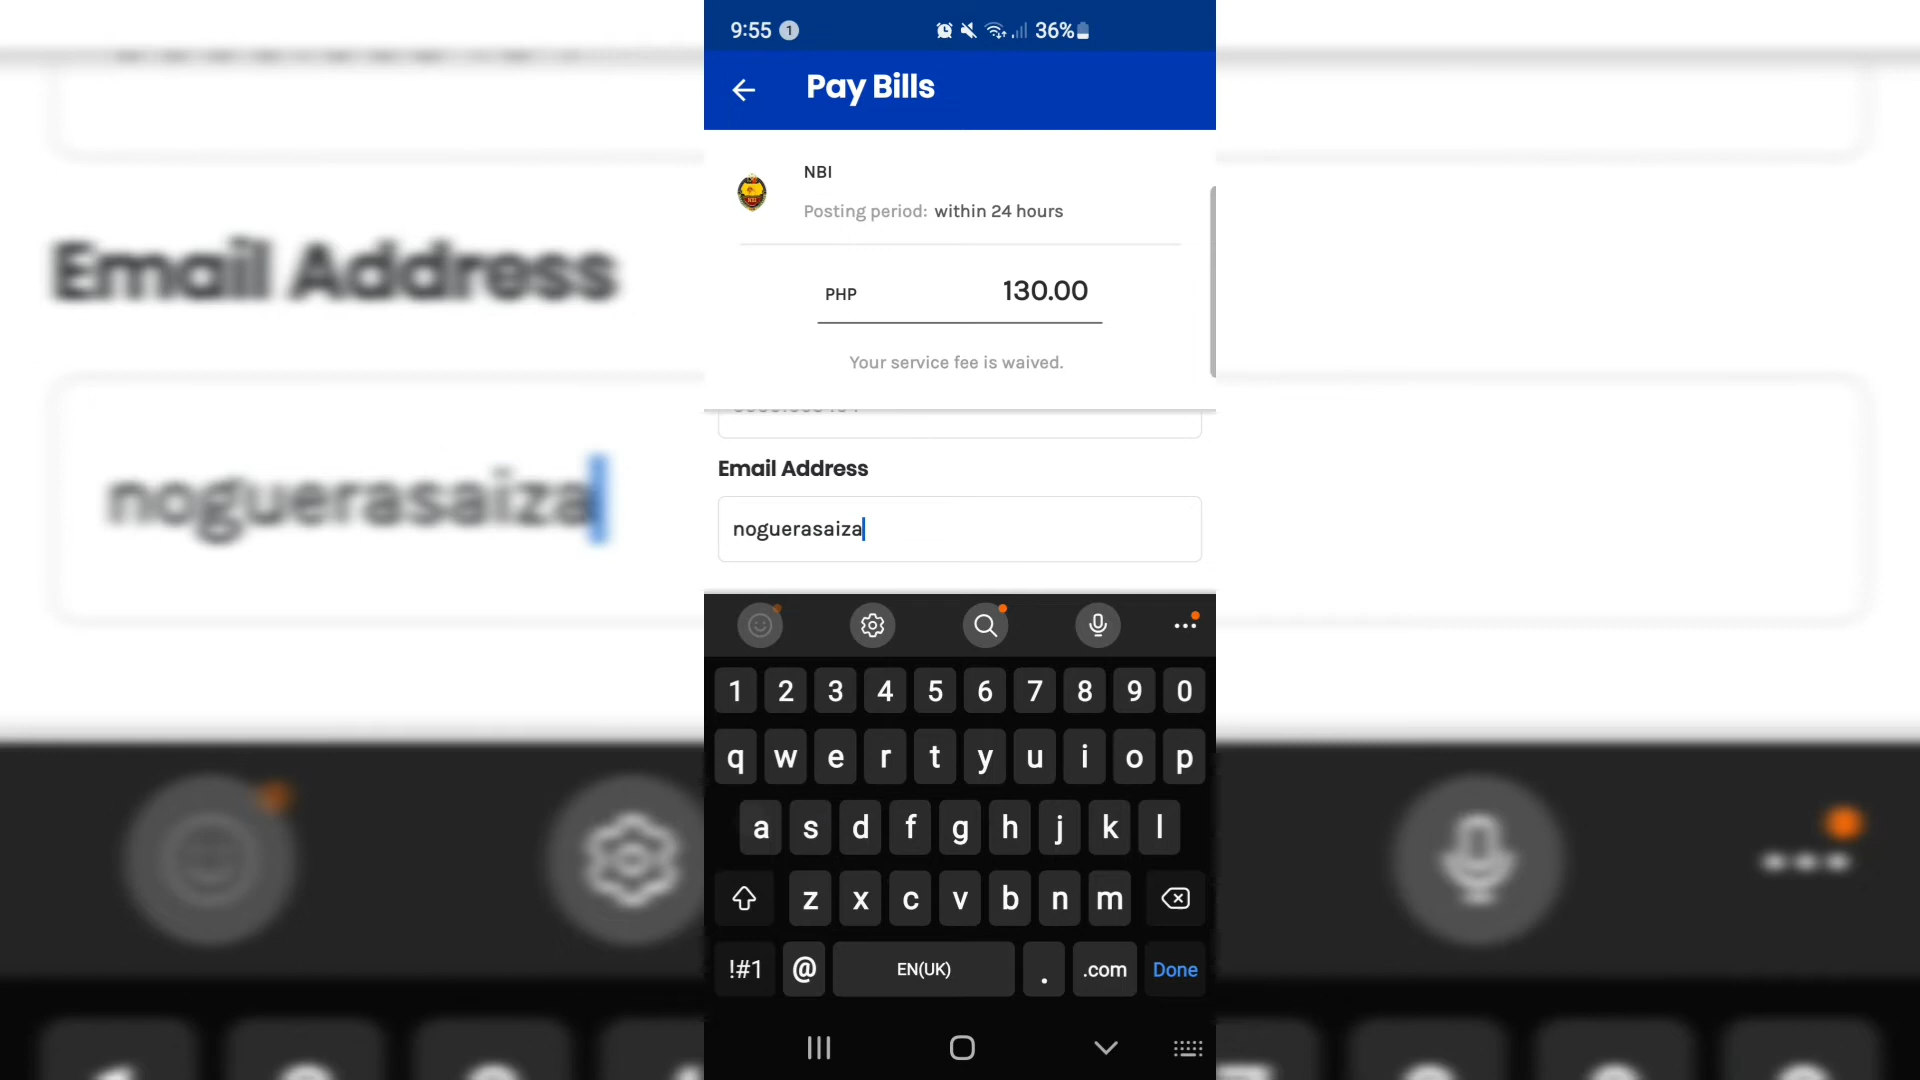 9:55 1 36%
Pay Bills
NBI
Posting period: within 24 hours
PHP 130.00
Your service fee is waived.
Email Address
noguerasaiza
1 2 3 4 5 6 7 8 9 0
q w e r t y u i o p
a s d f g h j k l
z x c v b n m
!#1 @ EN(UK) . .com Done
Email Address
noguerasaiza